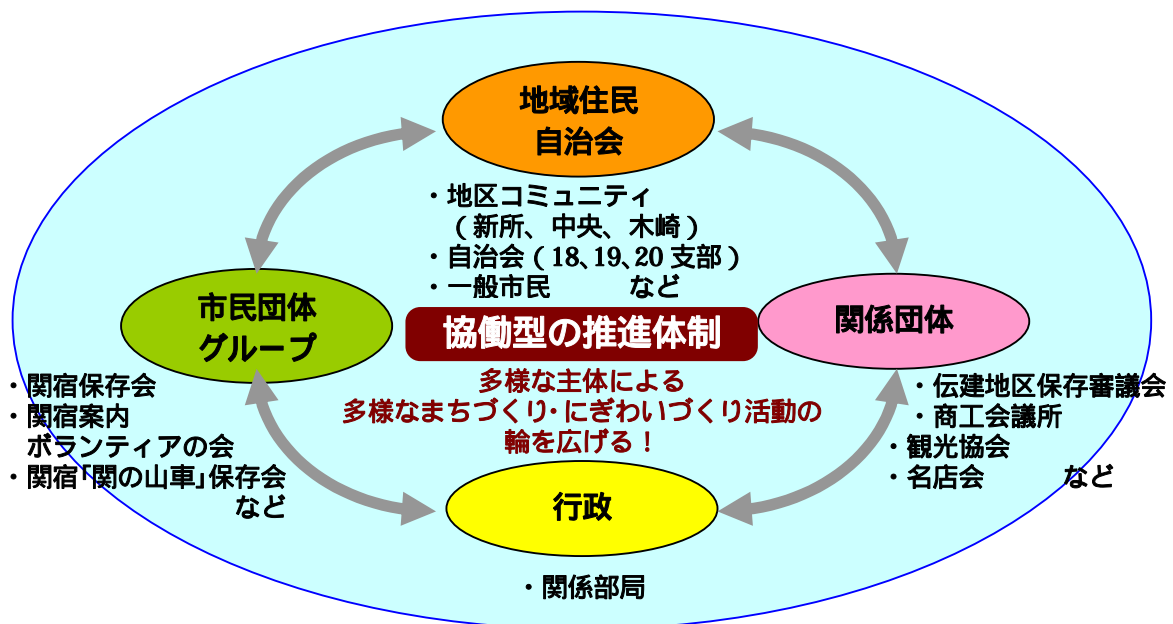 地域住民
自治会
・地区コミュニティ
（新所、中央、木崎）
・自治会（18､19､20 支部）
・一般市民　　　など
市民団体
グループ
・関宿保存会
・関宿案内
ボランティアの会
・関宿｢関の山車｣保存会
など
協働型の推進体制
多様な主体による
多様なまちづくり･にぎわいづくり活動の
輪を広げる！
関係団体
・伝建地区保存審議会
・商工会議所
・観光協会
・名店会　　　など
行政
・関係部局